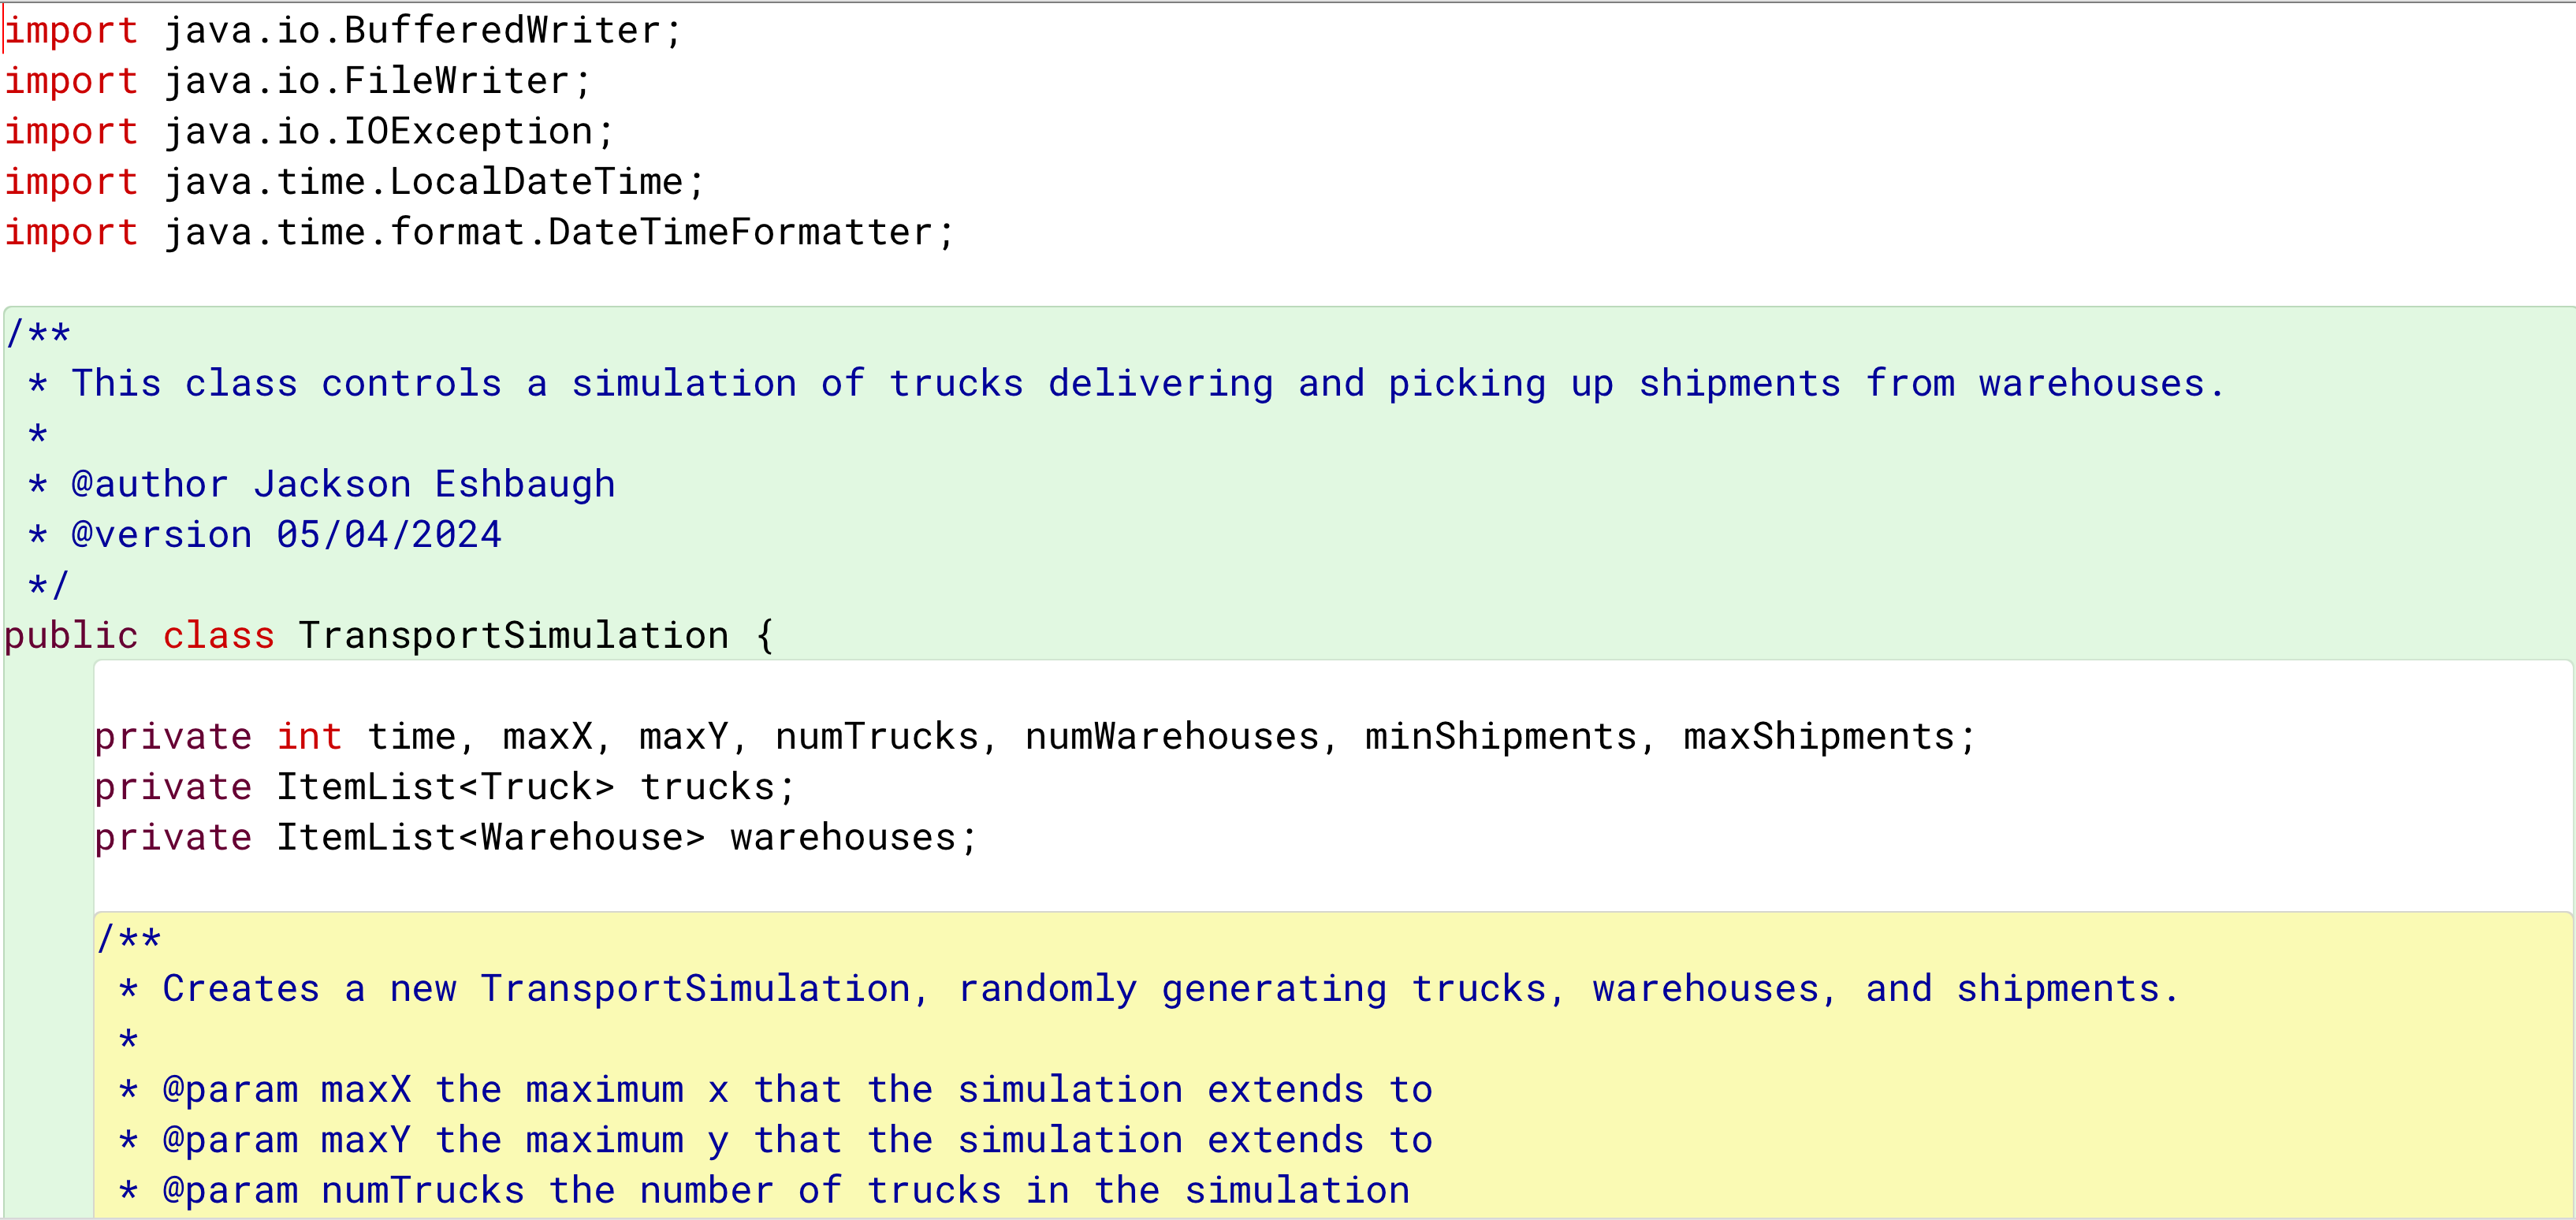 import java.io.BufferedWriter;
import java.io.FileWriter;
import java.io.IOException;
import java.time.LocalDateTime;
import java.time.format.DateTimeFormatter;
/**
 * This class controls a simulation of trucks delivering and picking up shipments from warehouses.
 *
 * @author Jackson Eshbaugh
 * @version 05/04/2024
 */
public class TransportSimulation {
    private int time, maxX, maxY, numTrucks, numWarehouses, minShipments, maxShipments;
    private ItemList<Truck> trucks;
    private ItemList<Warehouse> warehouses;
    /**
     * Creates a new TransportSimulation, randomly generating trucks, warehouses, and shipments.
     *
     * @param maxX the maximum x that the simulation extends to
     * @param maxY the maximum y that the simulation extends to
     * @param numTrucks the number of trucks in the simulation